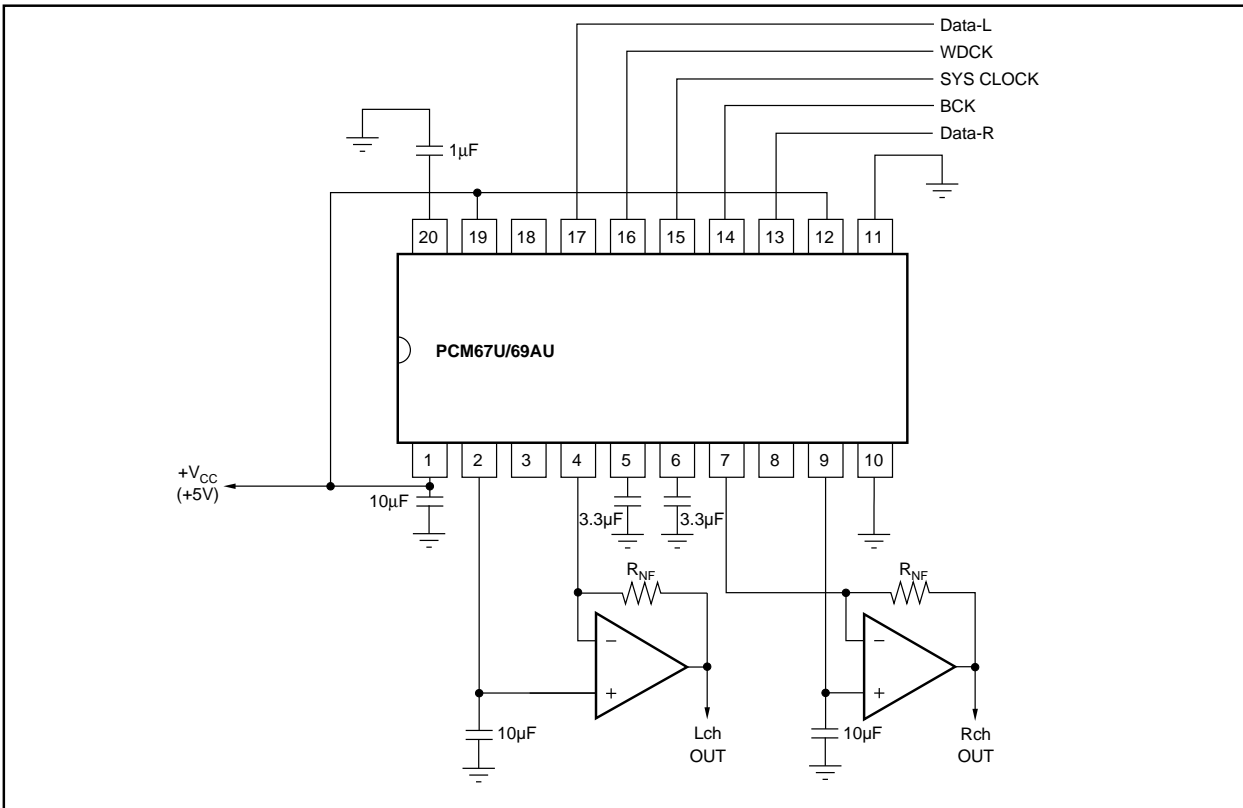 Data-L
WDCK
SYS CLOCK
BCK
Data-R
1μF
20 19 18 17 16 15 14 13 12 11
PCM67U/69AU
1 2 3 4 5 6 7 8 9 10
+VCC
(+5V)
10μF
3.3μF
3.3μF
RNF
RNF
–
+
–
+
10μF
Lch
OUT
10μF
Rch
OUT